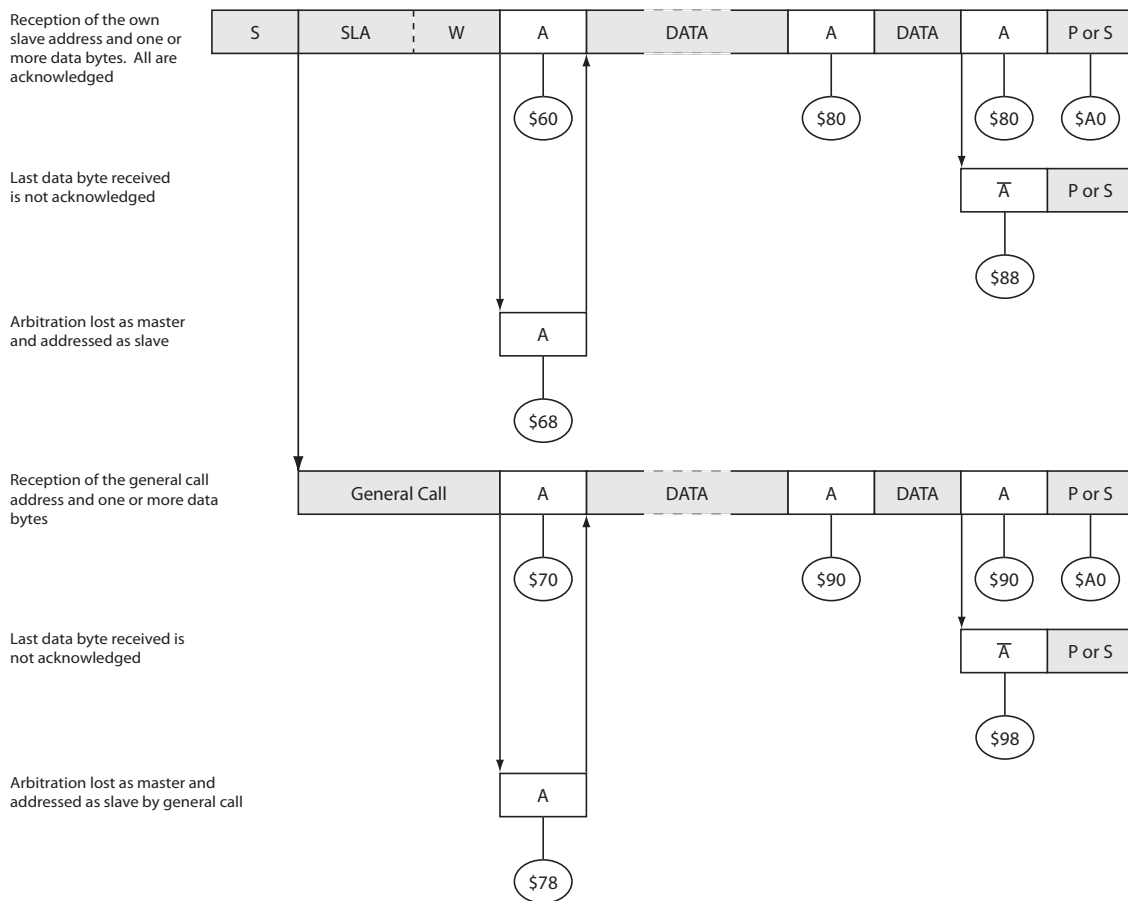 Reception of the own
slave address and one or
more data bytes.  All are
acknowledged
S SLA W A DATA A DATA A P or S
$60 $80 $80 $A0
Last data byte received
is not acknowledged
A̅ P or S
$88
Arbitration lost as master
and addressed as slave
A
$68
Reception of the general call
address and one or more data
bytes
General Call A DATA A DATA A P or S
$70 $90 $90 $A0
Last data byte received is
not acknowledged
A̅ P or S
$98
Arbitration lost as master and
addressed as slave by general call
A
$78